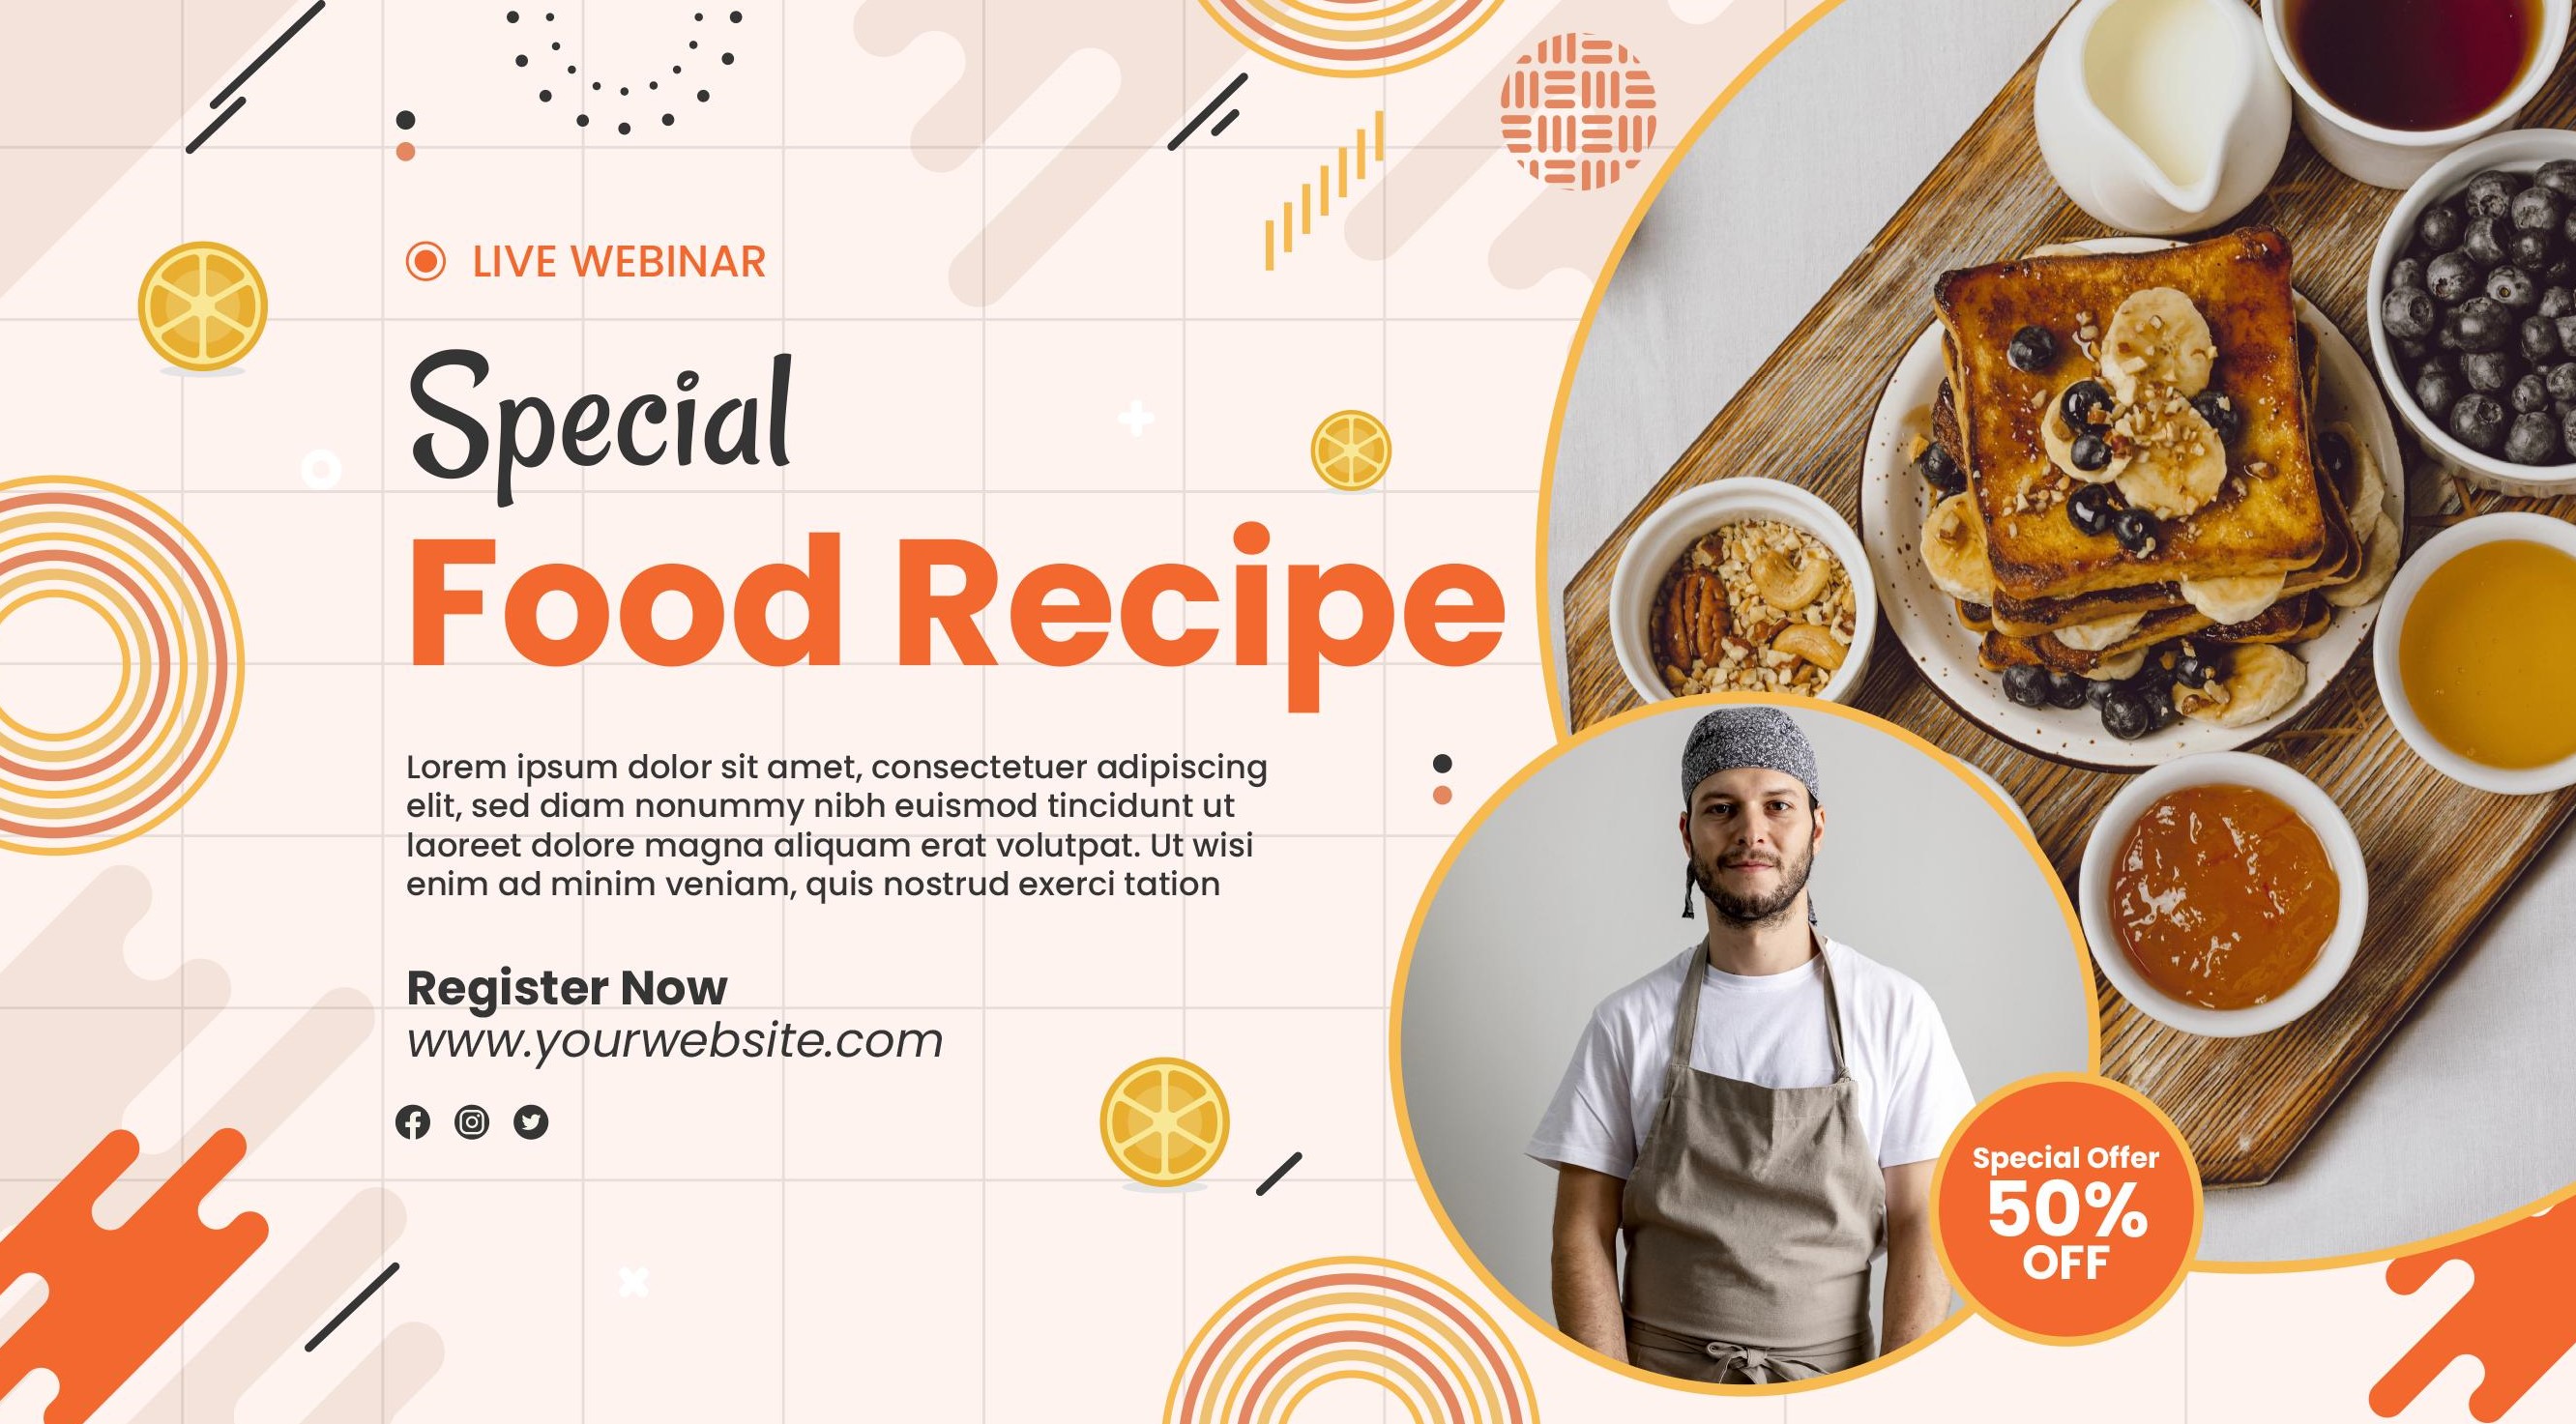 LIVE WEBINAR
Special
Food Recipe
Lorem ipsum dolor sit amet, consectetuer adipiscing
elit, sed diam nonummy nibh euismod tincidunt ut
laoreet dolore magna aliquam erat volutpat. Ut wisi
enim ad minim veniam, quis nostrud exerci tation
Register Now
www.yourwebsite.com
Special Offer
50%
OFF